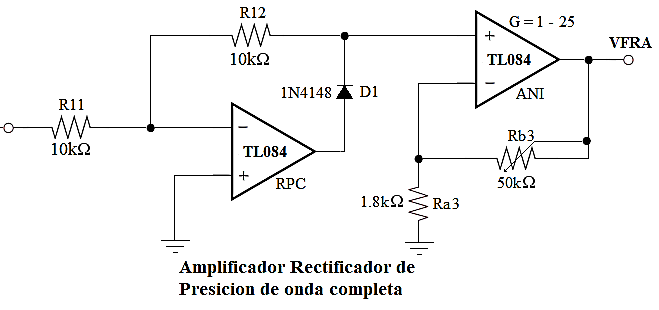 R12
10kΩ
G = 1 - 25
+
TL084
−
ANI
VFRA
1N4148
D1
R11
10kΩ
−
TL084
+
RPC
Rb3
50kΩ
1.8kΩ
Ra3
Amplificador Rectificador de
Presicion de onda completa